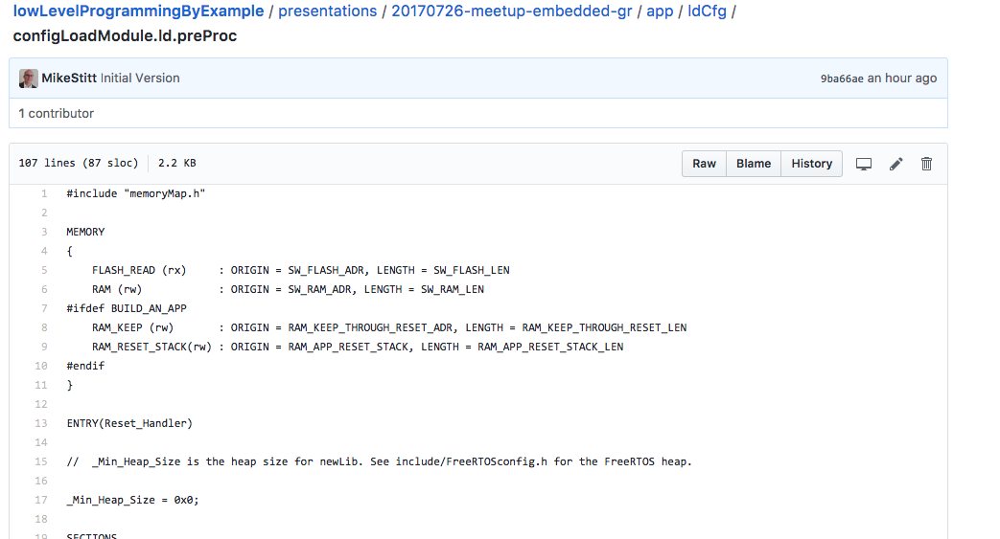 lowLevelProgrammingByExample / presentations / 20170726-meetup-embedded-gr / app / ldCfg /
configLoadModule.ld.preProc
MikeStitt Initial Version 9ba66ae an hour ago
1 contributor
107 lines (87 sloc) 2.2 KB Raw Blame History
1 #include "memoryMap.h"
2
3 MEMORY
4 {
5 FLASH_READ (rx) : ORIGIN = SW_FLASH_ADR, LENGTH = SW_FLASH_LEN
6 RAM (rw) : ORIGIN = SW_RAM_ADR, LENGTH = SW_RAM_LEN
7 #ifdef BUILD_AN_APP
8 RAM_KEEP (rw) : ORIGIN = RAM_KEEP_THROUGH_RESET_ADR, LENGTH = RAM_KEEP_THROUGH_RESET_LEN
9 RAM_RESET_STACK(rw) : ORIGIN = RAM_APP_RESET_STACK, LENGTH = RAM_APP_RESET_STACK_LEN
10 #endif
11 }
12
13 ENTRY(Reset_Handler)
14
15 // _Min_Heap_Size is the heap size for newLib. See include/FreeRTOSconfig.h for the FreeRTOS heap.
16
17 _Min_Heap_Size = 0x0;
18
19 SECTIONS